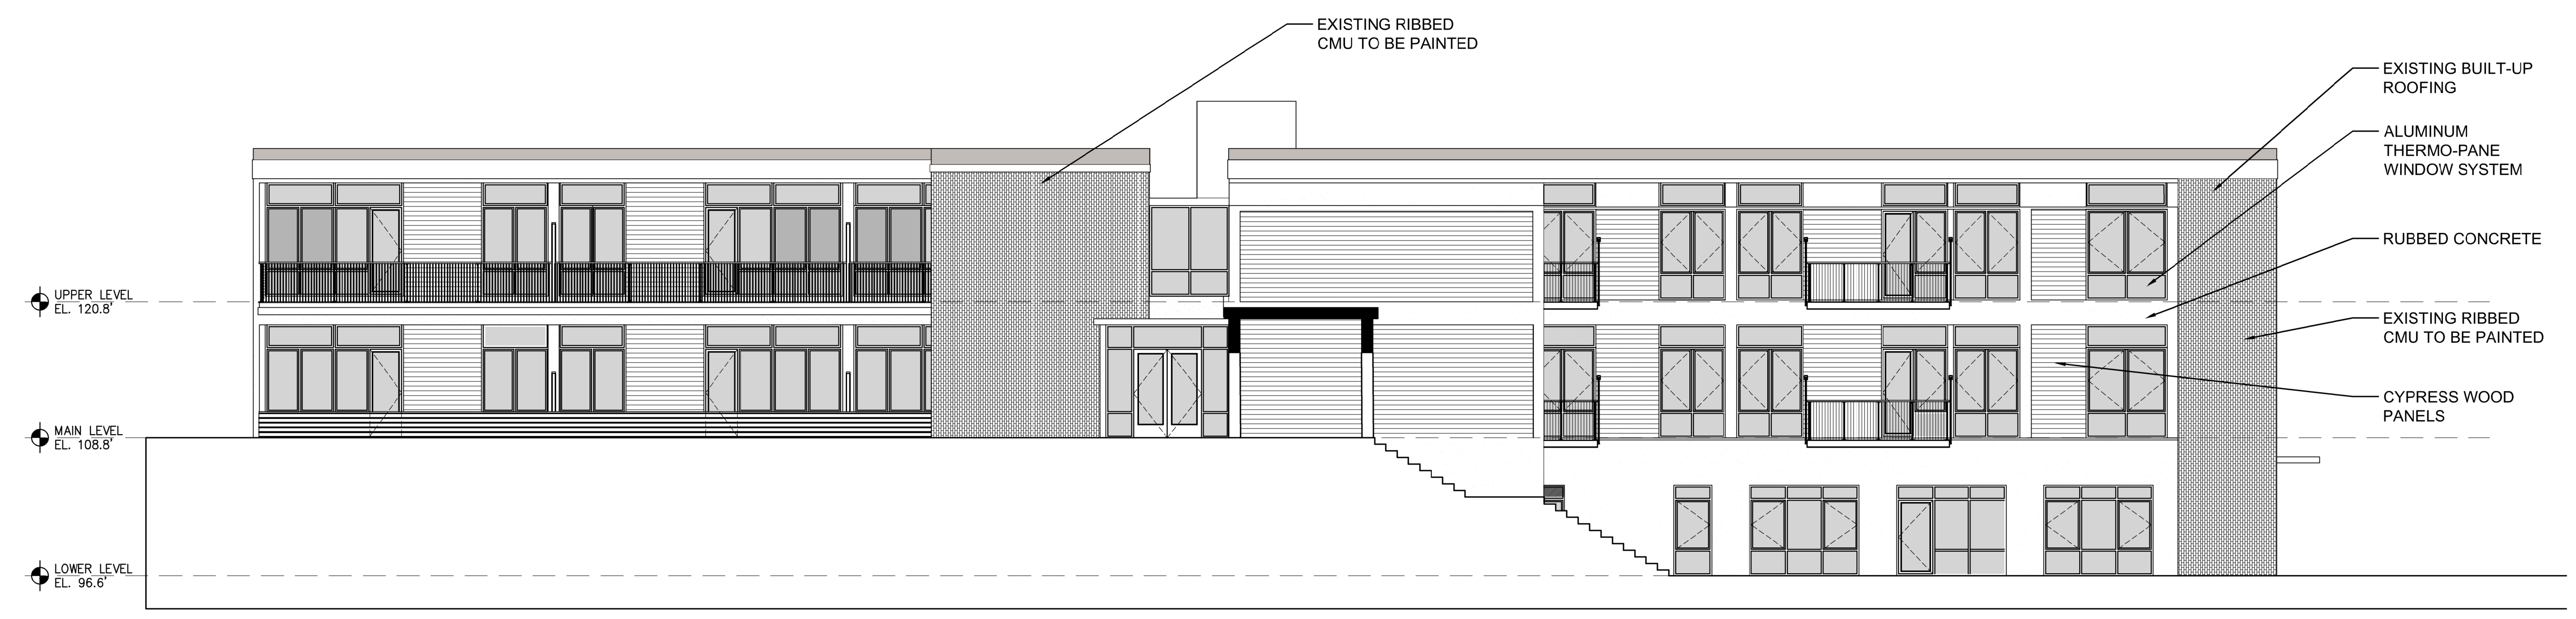 EXISTING RIBBED
CMU TO BE PAINTED
EXISTING BUILT-UP
ROOFING
ALUMINUM
THERMO-PANE
WINDOW SYSTEM
RUBBED CONCRETE
UPPER LEVEL
EL. 120.8'
EXISTING RIBBED
CMU TO BE PAINTED
CYPRESS WOOD
PANELS
MAIN LEVEL
EL. 108.8'
LOWER LEVEL
EL. 96.6'